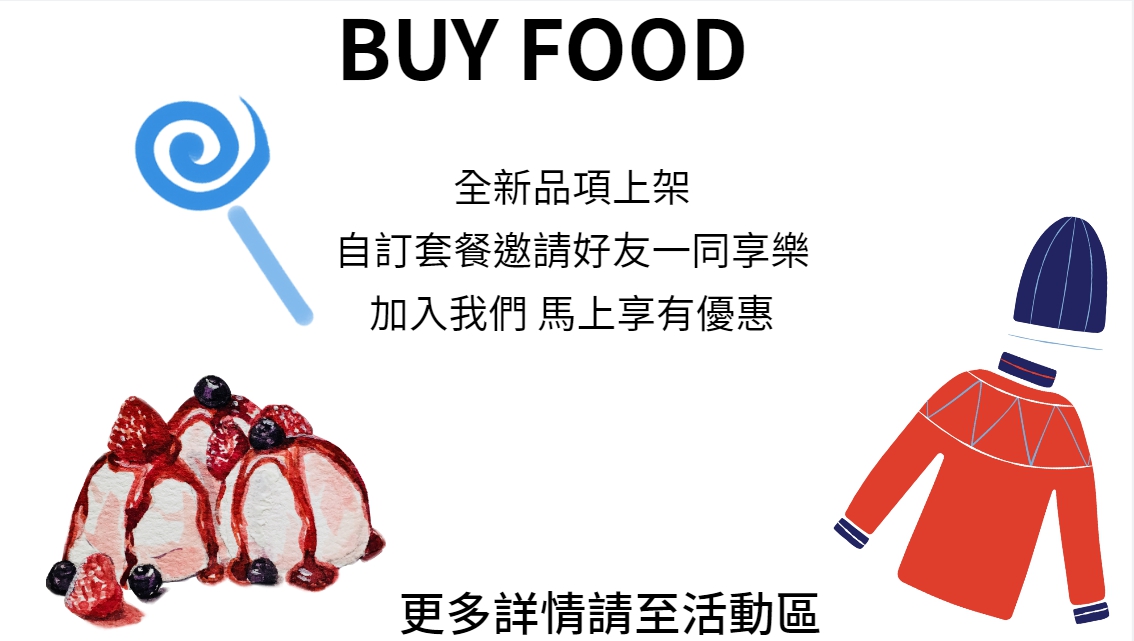 BUY FOOD
全新品項上架
自訂套餐邀請好友一同享樂
加入我們 馬上享有優惠
更多詳情請至活動區